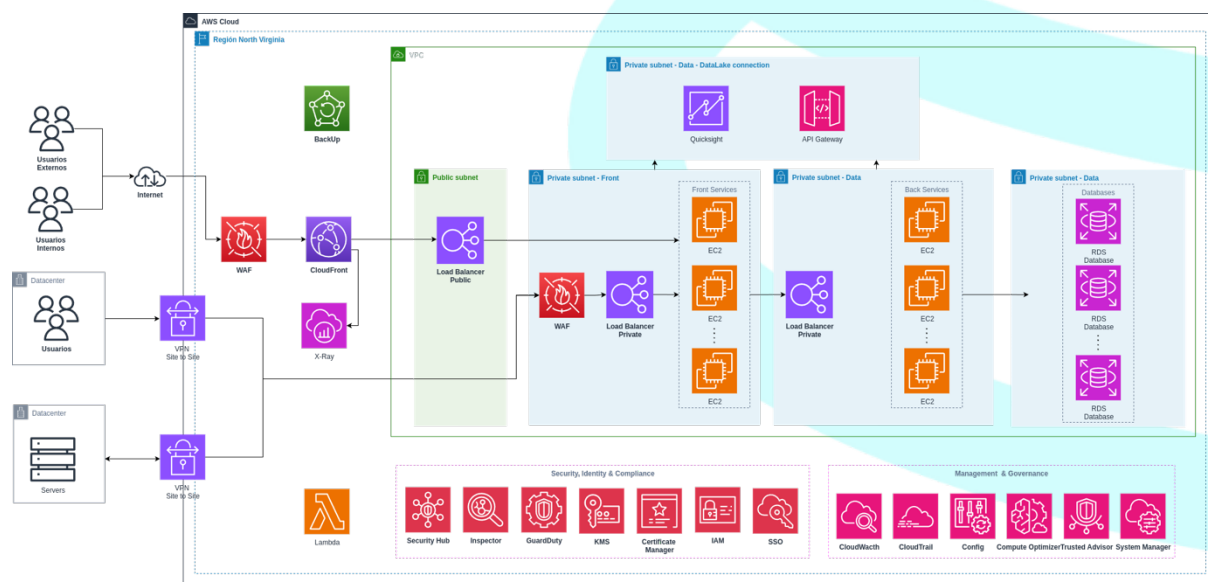 AWS Cloud
Región North Virginia
VPC
Private subnet - Data - DataLake connection
Quicksight
API Gateway
BackUp
Usuarios
Externos
Internet
Usuarios
Internos
WAF
CloudFront
X-Ray
Public subnet
Load Balancer
Public
Private subnet - Front
Front Services
EC2
EC2
EC2
WAF
Load Balancer
Private
Private subnet - Data
Load Balancer
Private
Back Services
EC2
EC2
EC2
Private subnet - Data
Databases
RDS
Database
RDS
Database
RDS
Database
Datacenter
Usuarios
VPN
Site to Site
Datacenter
Servers
VPN
Site to Site
Lambda
Security, Identity & Compliance
Security Hub
Inspector
GuardDuty
KMS
Certificate
Manager
IAM
SSO
Management & Governance
CloudWacth
CloudTrail
Config
Compute Optimizer
Trusted Advisor
System Manager